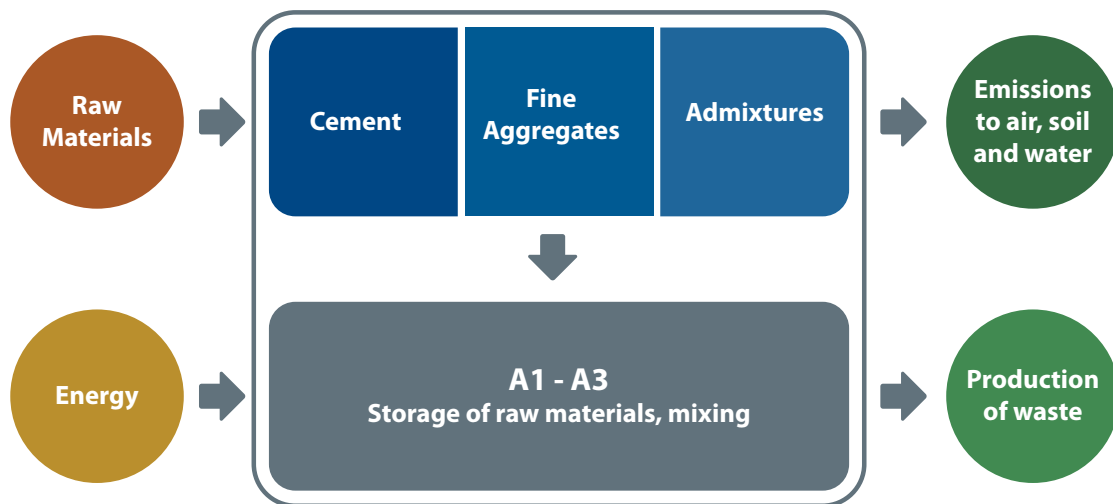 Raw
Materials
Cement
Fine
Aggregates
Admixtures
Emissions
to air, soil
and water
Energy
A1 - A3
Storage of raw materials, mixing
Production
of waste